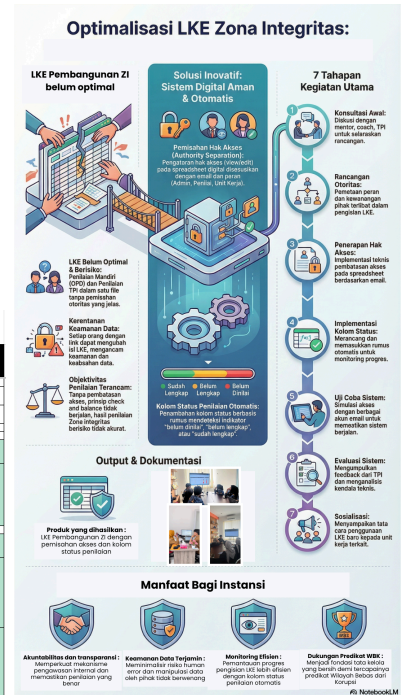 Optimalisasi LKE Zona Integritas:
LKE Pembangunan ZI
belum optimal
LKE Belum Optimal
& Berisiko:
Penilaian Mandiri
(OPD) dan Penilaian
TPI dalam satu file
tanpa pemisahan
otoritas yang jelas.
Kerentanan
Keamanan Data:
Setiap orang dengan
link dapat mengubah
isi LKE, mengancam
keamanan dan
keabsahan data.
Objektivitas
Penilaian Terancam:
Tanpa pembatasan
akses, prinsip check
and balance tidak
berjalan, hasil penilaian
Zone integritas
berisiko tidak akurat.
Solusi Inovatif:
Sistem Digital Aman
& Otomatis
Pemisahan Hak Akses
(Authority Separation):
Pengaturan hak akses (view/edit)
pada spreadsheet digital disesuaikan
dengan email dan peran
(Admin, Penilai, Unit Kerja).
Sudah
Lengkap
Belum
Lengkap
Belum
Dinilai
Kolom Status Penilaian Otomatis:
Penambahan kolom status berbasis
rumus mendeteksi indikator
"belum dinilai", "belum lengkap",
atau "sudah lengkap".
7 Tahapan
Kegiatan Utama
1
Konsultasi Awal:
Diskusi dengan
mentor, coach, TPI
untuk selaraskan
rancangan.
2
Rancangan
Otoritas:
Pemetaan peran
dan kewenangan
pihak terlibat dalam
pengisian LKE.
3
Penerapan Hak
Akses:
Implementasi teknis
pembatasan akses
pada spreadsheet
berdasarkan email.
4
Implementasi
Kolom Status:
Merancang dan
memasukkan rumus
otomatis untuk
monitoring progres.
5
Uji Coba Sistem:
Simulasi akses
dengan berbagai
akun email untuk
mematikan sistem
berjalan.
6
Evaluasi Sistem:
Mengumpulkan
feedback dari TPI
dan menganalisis
kendala teknis.
7
Sosialisasi:
Menyampaikan tata
cara penggunaan
LKE baro kepada unit
kerja terkait.
Output & Dokumentasi
Produk yang dihasilkan :
LKE Pembangunan ZI dengan
pemisahan akses dan kolom
status penilaian
Manfaat Bagi Instansi
Akuntabilitas dan transparansi :
Memperkuat mekanisme
pengawasan internal dan
memastikan penilaian yang
benar
Keamanan Data Terjamin :
Meminimalisir risiko human
error dan manipulasi data
oleh pihak tidak berwenang
Monitoring Efisien :
Pemantauan progres
pengisian LKE lebih efisien
dengan kolom status
penilaian otomatis
WBK
Dukungan Predikat WBK :
Menjadi fondasi tata kelola
yang bersih demi tercapainya
predikat Wilayah Bebas dari
Korupsi
NotebookLM